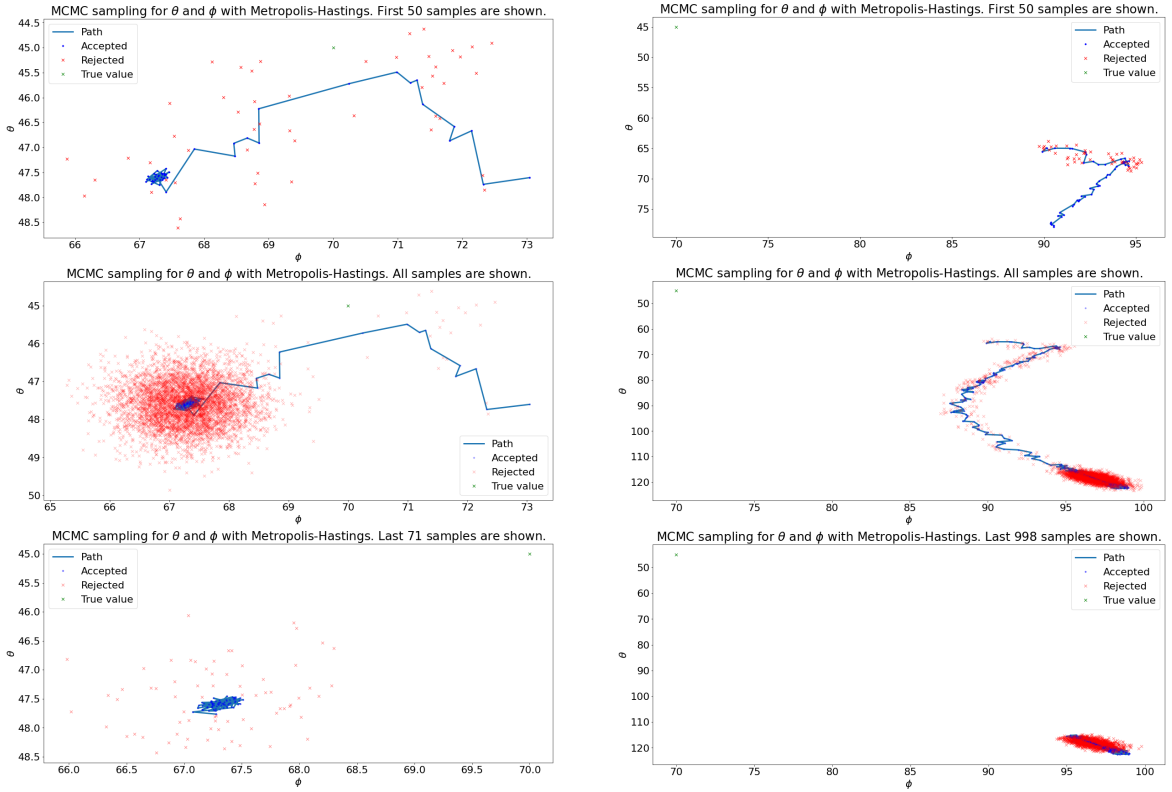 MCMC sampling for θ and ϕ with Metropolis-Hastings. First 50 samples are shown.
44.5
45.0
45.5
46.0
46.5
47.0
47.5
48.0
48.5
θ
Path
Accepted
Rejected
True value
66 67 68 69 70 71 72 73
ϕ
MCMC sampling for θ and ϕ with Metropolis-Hastings. First 50 samples are shown.
45
50
55
60
65
70
75
θ
Path
Accepted
Rejected
True value
70 75 80 85 90 95
ϕ
MCMC sampling for θ and ϕ with Metropolis-Hastings. All samples are shown.
45
46
47
48
49
50
θ
Path
Accepted
Rejected
True value
65 66 67 68 69 70 71 72 73
ϕ
MCMC sampling for θ and ϕ with Metropolis-Hastings. All samples are shown.
50
60
70
80
90
100
110
120
θ
Path
Accepted
Rejected
True value
70 75 80 85 90 95 100
ϕ
MCMC sampling for θ and ϕ with Metropolis-Hastings. Last 71 samples are shown.
45.0
45.5
46.0
46.5
47.0
47.5
48.0
48.5
θ
Path
Accepted
Rejected
True value
66.0 66.5 67.0 67.5 68.0 68.5 69.0 69.5 70.0
ϕ
MCMC sampling for θ and ϕ with Metropolis-Hastings. Last 998 samples are shown.
50
60
70
80
90
100
110
120
θ
Path
Accepted
Rejected
True value
70 75 80 85 90 95 100
ϕ